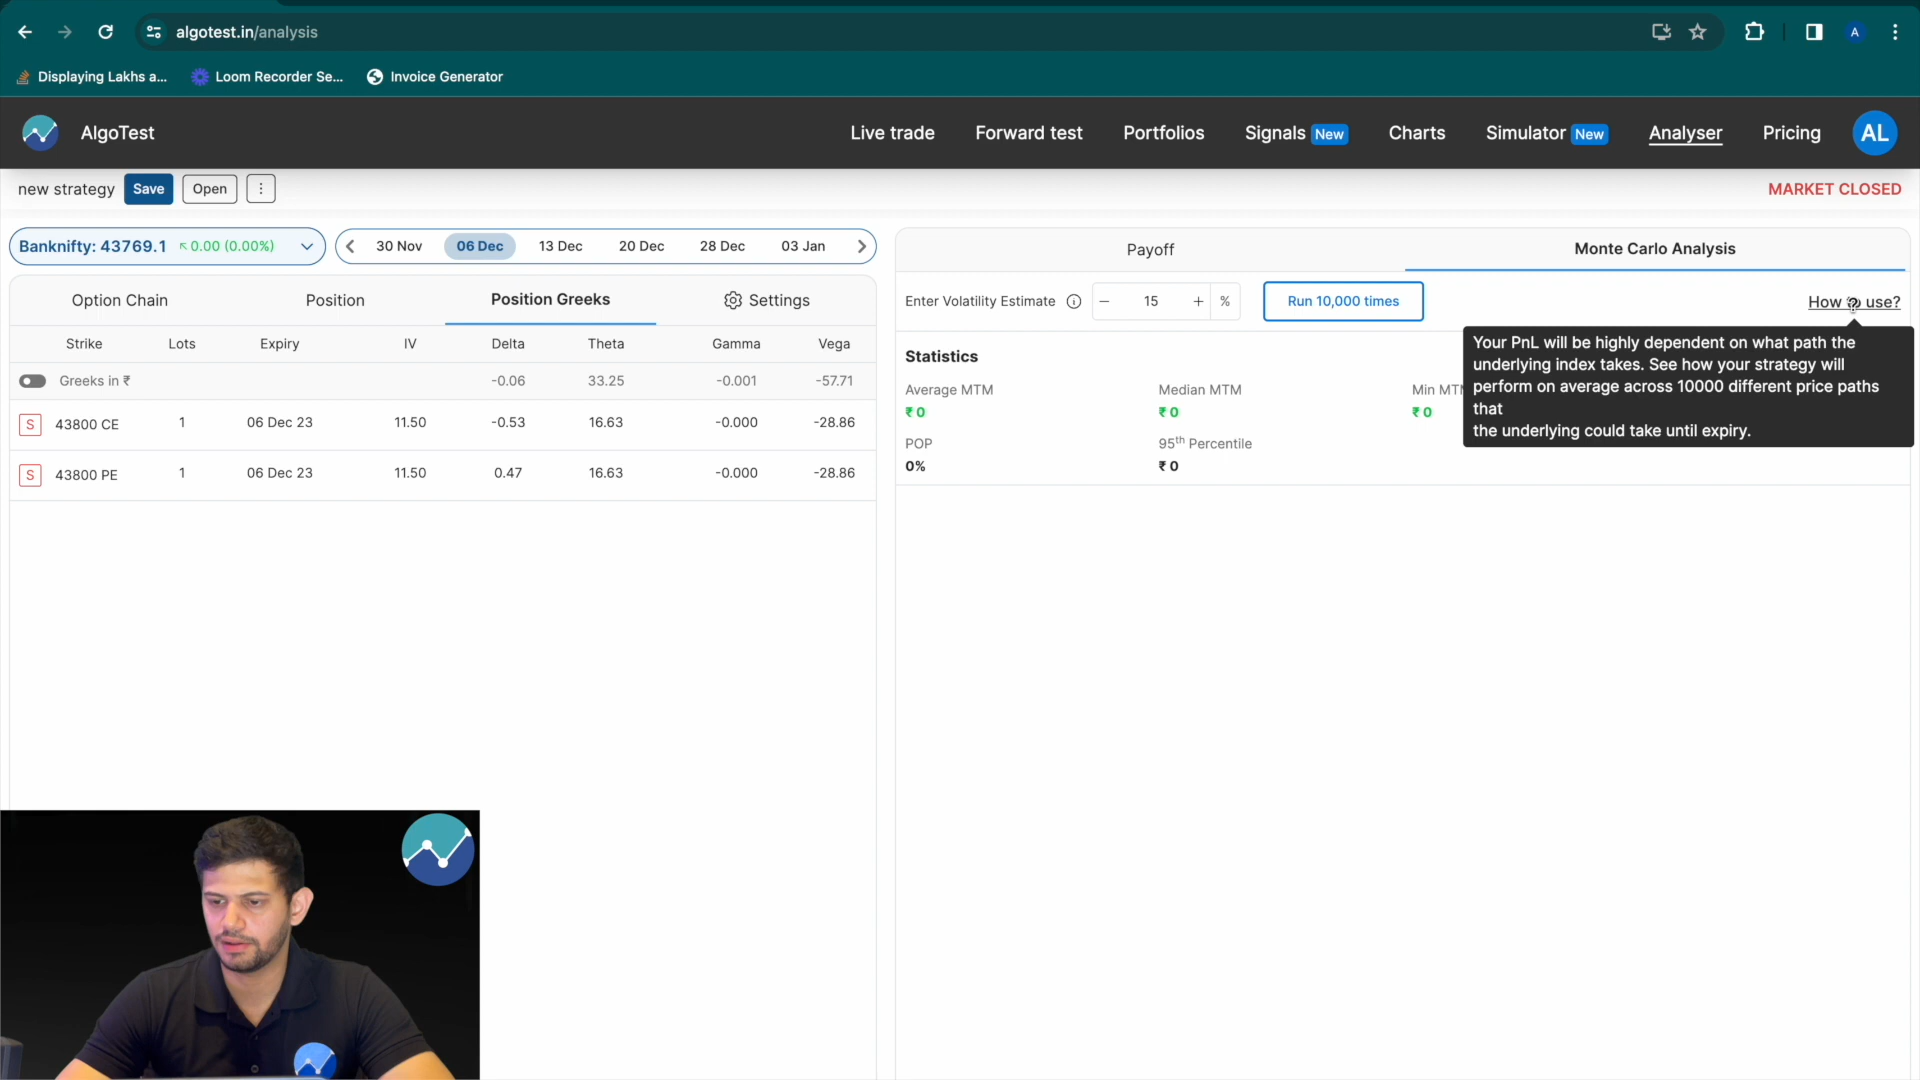 algotest.in/analysis
A
Displaying Lakhs a...
Loom Recorder Se...
Invoice Generator
AlgoTest
Live trade
Forward test
Portfolios
Signals New
Charts
Simulator New
Analyser
Pricing
AL
new strategy
Save
Open
MARKET CLOSED
Banknifty: 43769.1 0.00 (0.00%)
30 Nov 06 Dec 13 Dec 20 Dec 28 Dec 03 Jan
Option Chain Position Position Greeks Settings
Strike Lots Expiry IV Delta Theta Gamma Vega
Greeks in ₹ -0.06 33.25 -0.001 -57.71
S 43800 CE 1 06 Dec 23 11.50 -0.53 16.63 -0.000 -28.86
S 43800 PE 1 06 Dec 23 11.50 0.47 16.63 -0.000 -28.86
Payoff Monte Carlo Analysis
Enter Volatility Estimate − 15 + % Run 10,000 times How to use?
Your PnL will be highly dependent on what path the
underlying index takes. See how your strategy will
perform on average across 10000 different price paths
that
the underlying could take until expiry.
Statistics
Average MTM Median MTM Min MTM
₹ 0 ₹ 0 ₹ 0
POP 95th Percentile
0% ₹ 0